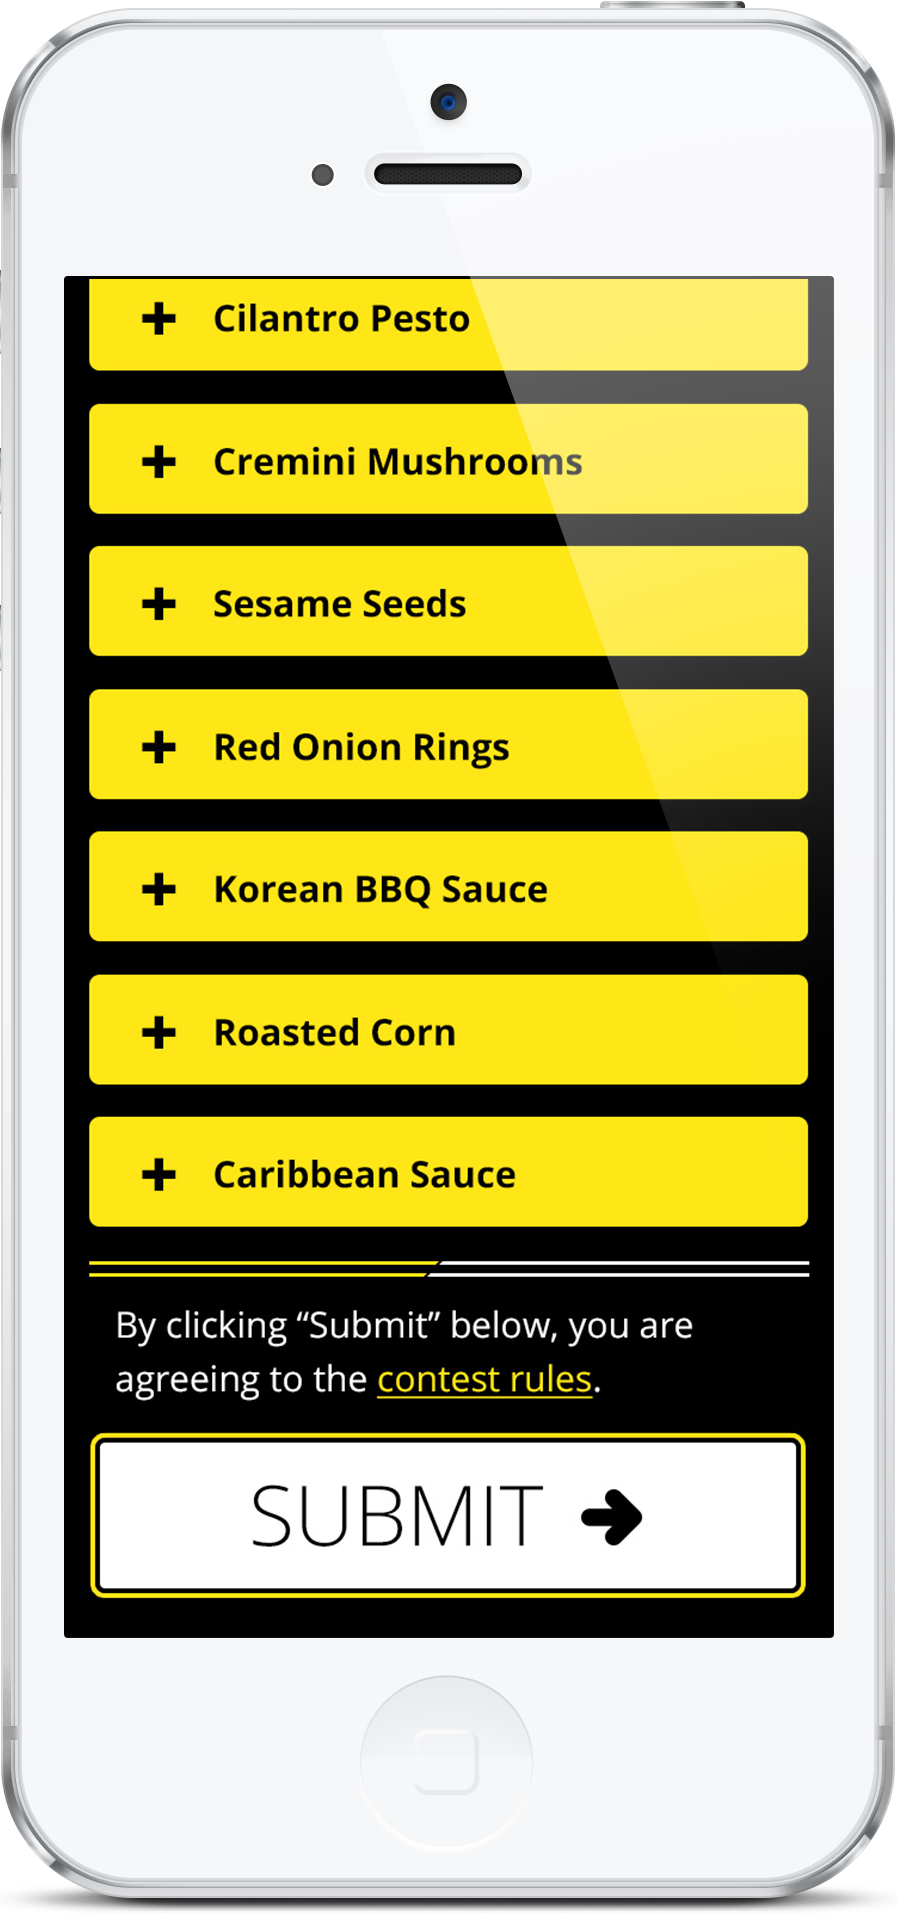 Cilantro Pesto
Cremini Mushrooms
Sesame Seeds
Red Onion Rings
Korean BBQ Sauce
Roasted Corn
Caribbean Sauce
By clicking “Submit” below, you are
agreeing to the contest rules.
SUBMIT